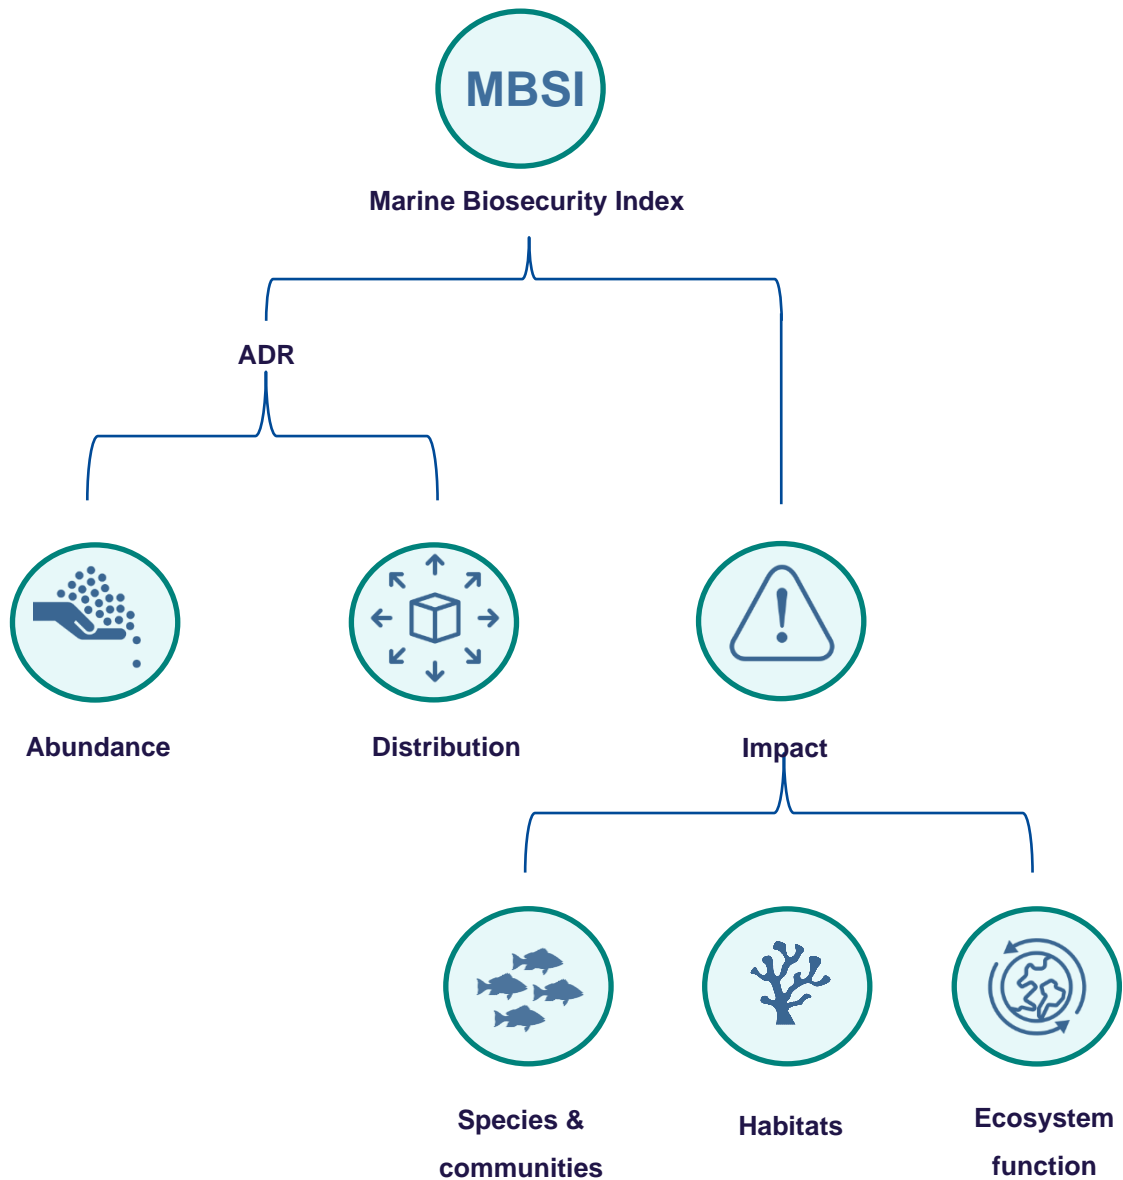 MBSI
Marine Biosecurity Index
ADR
Abundance
Distribution
Impact
Species &
communities
Habitats
Ecosystem
function